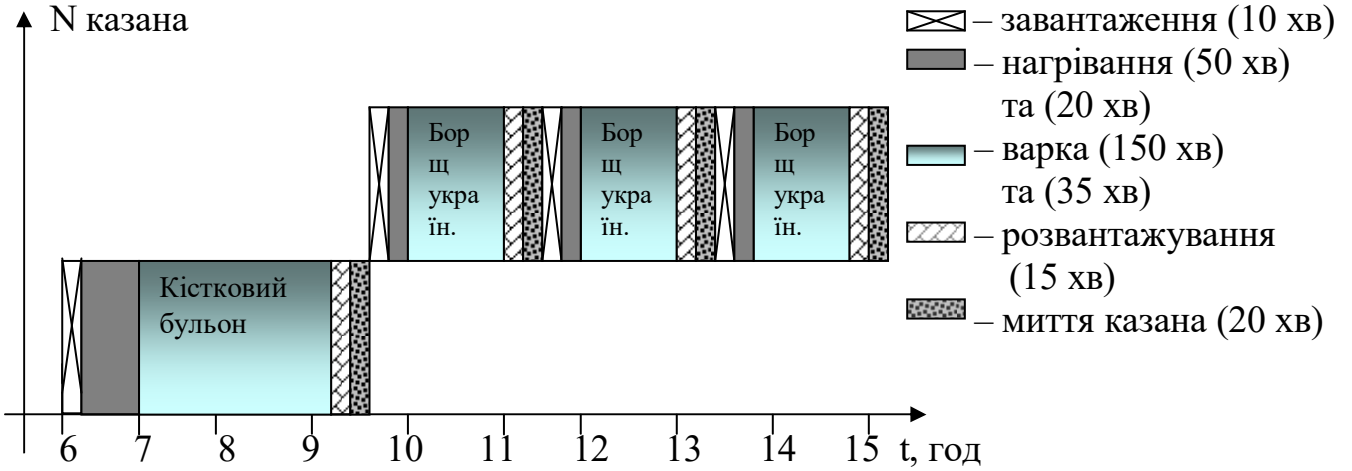 N казана
– завантаження (10 хв)
– нагрівання (50 хв)
та (20 хв)
– варка (150 хв)
та (35 хв)
– розвантажування
(15 хв)
– миття казана (20 хв)
Бор
щ
укра
їн.
Бор
щ
укра
їн.
Бор
щ
укра
їн.
Кістковий
бульон
6 7 8 9 10 11 12 13 14 15 t, год